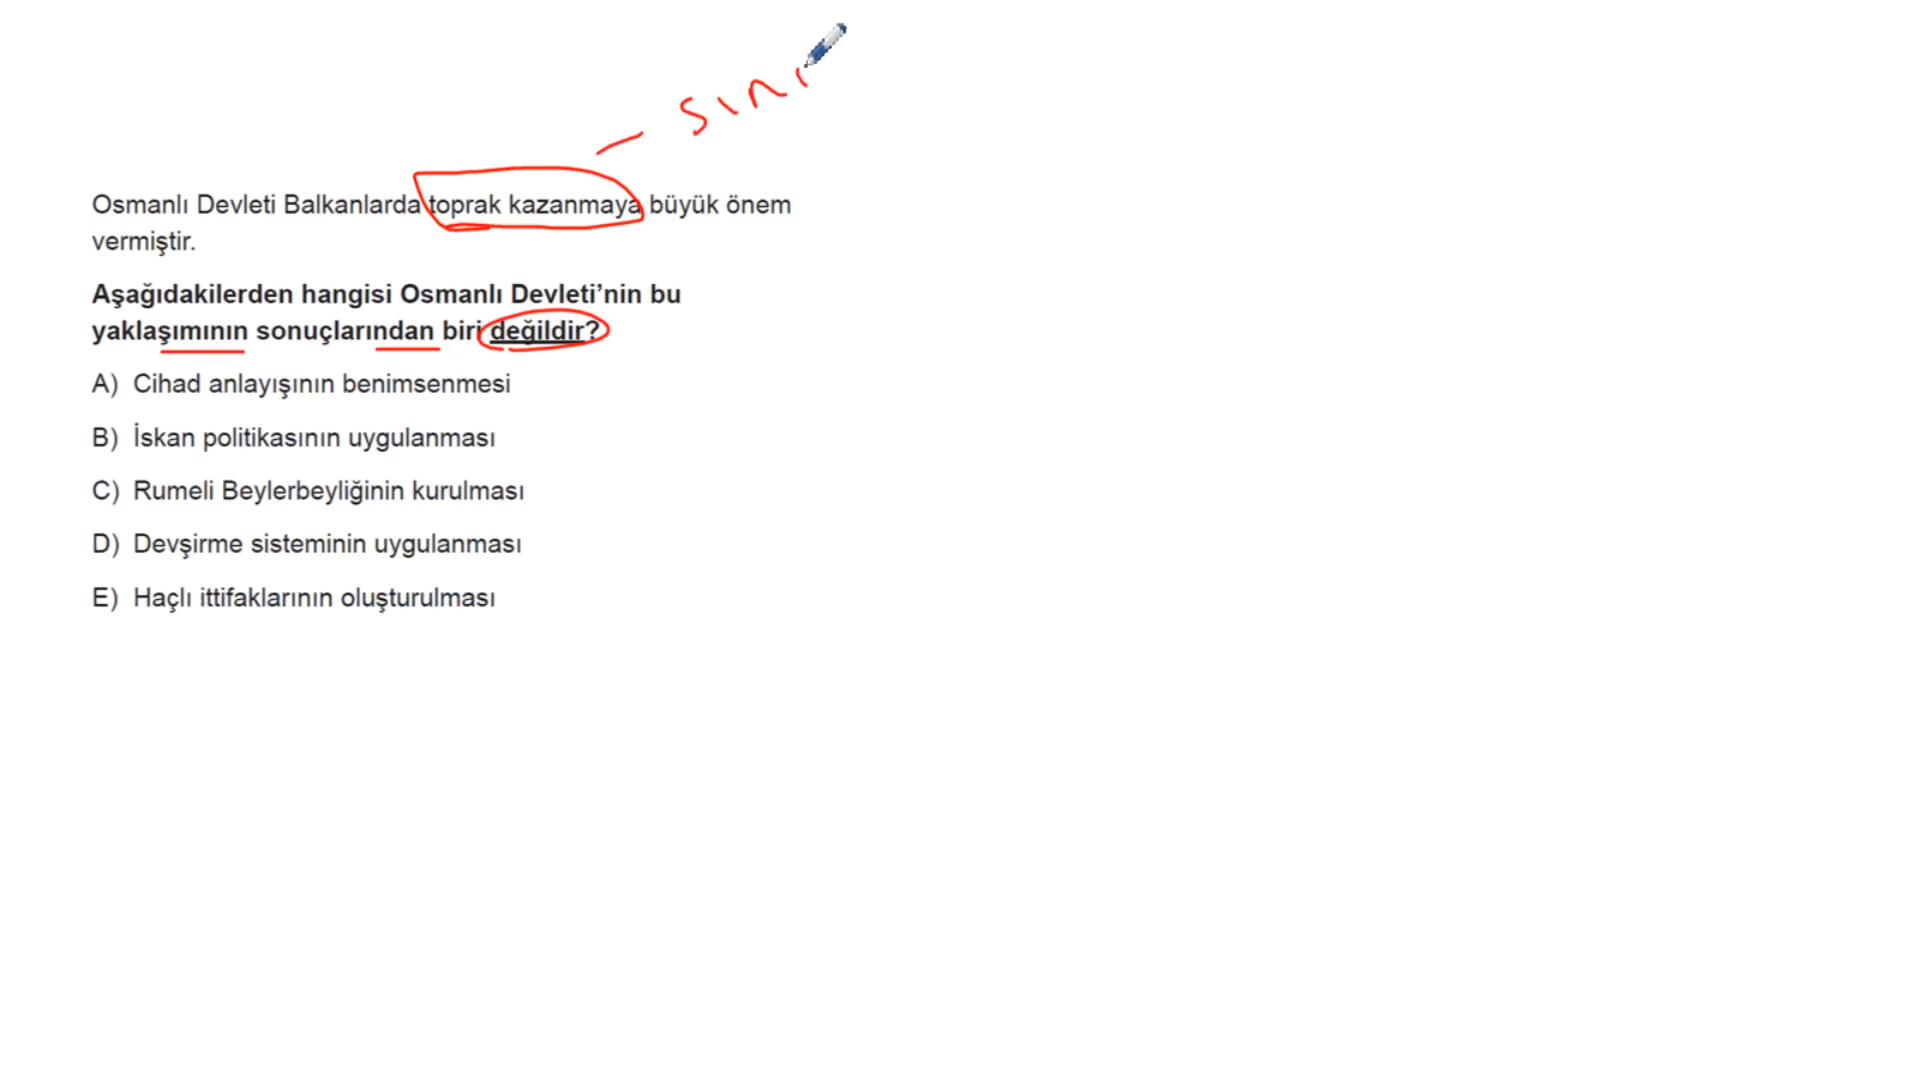 sını
Osmanlı Devleti Balkanlarda toprak kazanmaya büyük önem
vermiştir.
Aşağıdakilerden hangisi Osmanlı Devleti’nin bu
yaklaşımının sonuçlarından biri değildir?
A) Cihad anlayışının benimsenmesi
B) İskan politikasının uygulanması
C) Rumeli Beylerbeyliğinin kurulması
D) Devşirme sisteminin uygulanması
E) Haçlı ittifaklarının oluşturulması